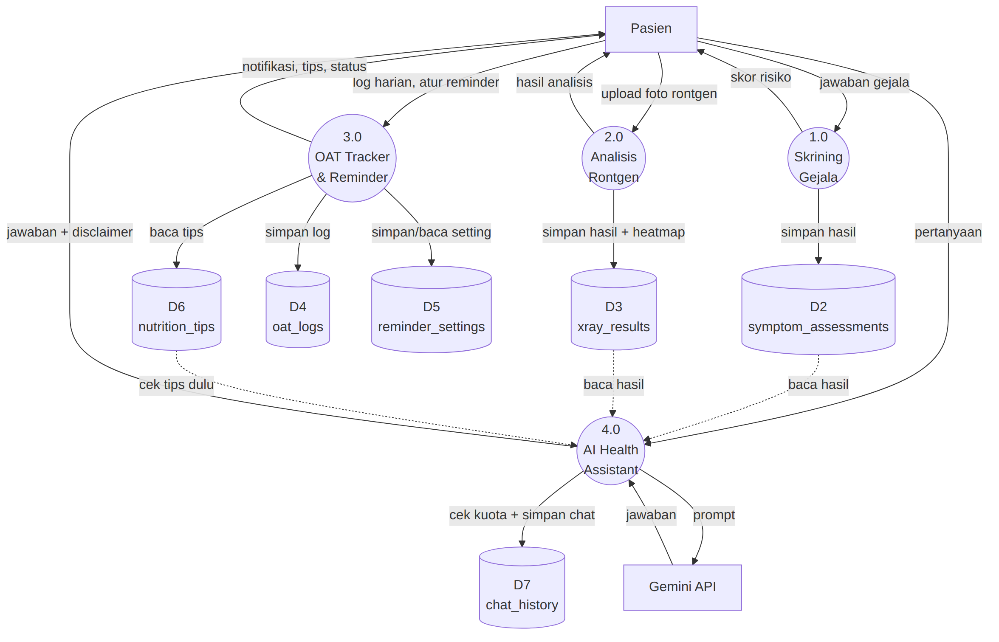 Pasien
notifikasi, tips, status
log harian, atur reminder
hasil analisis
upload foto rontgen
skor risiko
jawaban gejala
3.0
OAT Tracker
& Reminder
2.0
Analisis
Rontgen
1.0
Skrining
Gejala
jawaban + disclaimer
baca tips
simpan log
simpan/baca setting
simpan hasil + heatmap
simpan hasil
pertanyaan
D6
nutrition_tips
D4
oat_logs
D5
reminder_settings
D3
xray_results
D2
symptom_assessments
cek tips dulu
baca hasil
baca hasil
4.0
AI Health
Assistant
cek kuota + simpan chat
jawaban
prompt
D7
chat_history
Gemini API